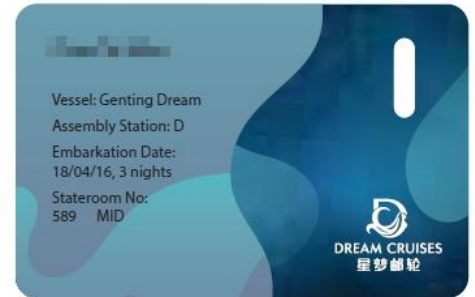 Vessel: Genting Dream
Assembly Station: D
Embarkation Date:
18/04/16, 3 nights
Stateroom No:
589 MID
DREAM CRUISES
星梦邮轮